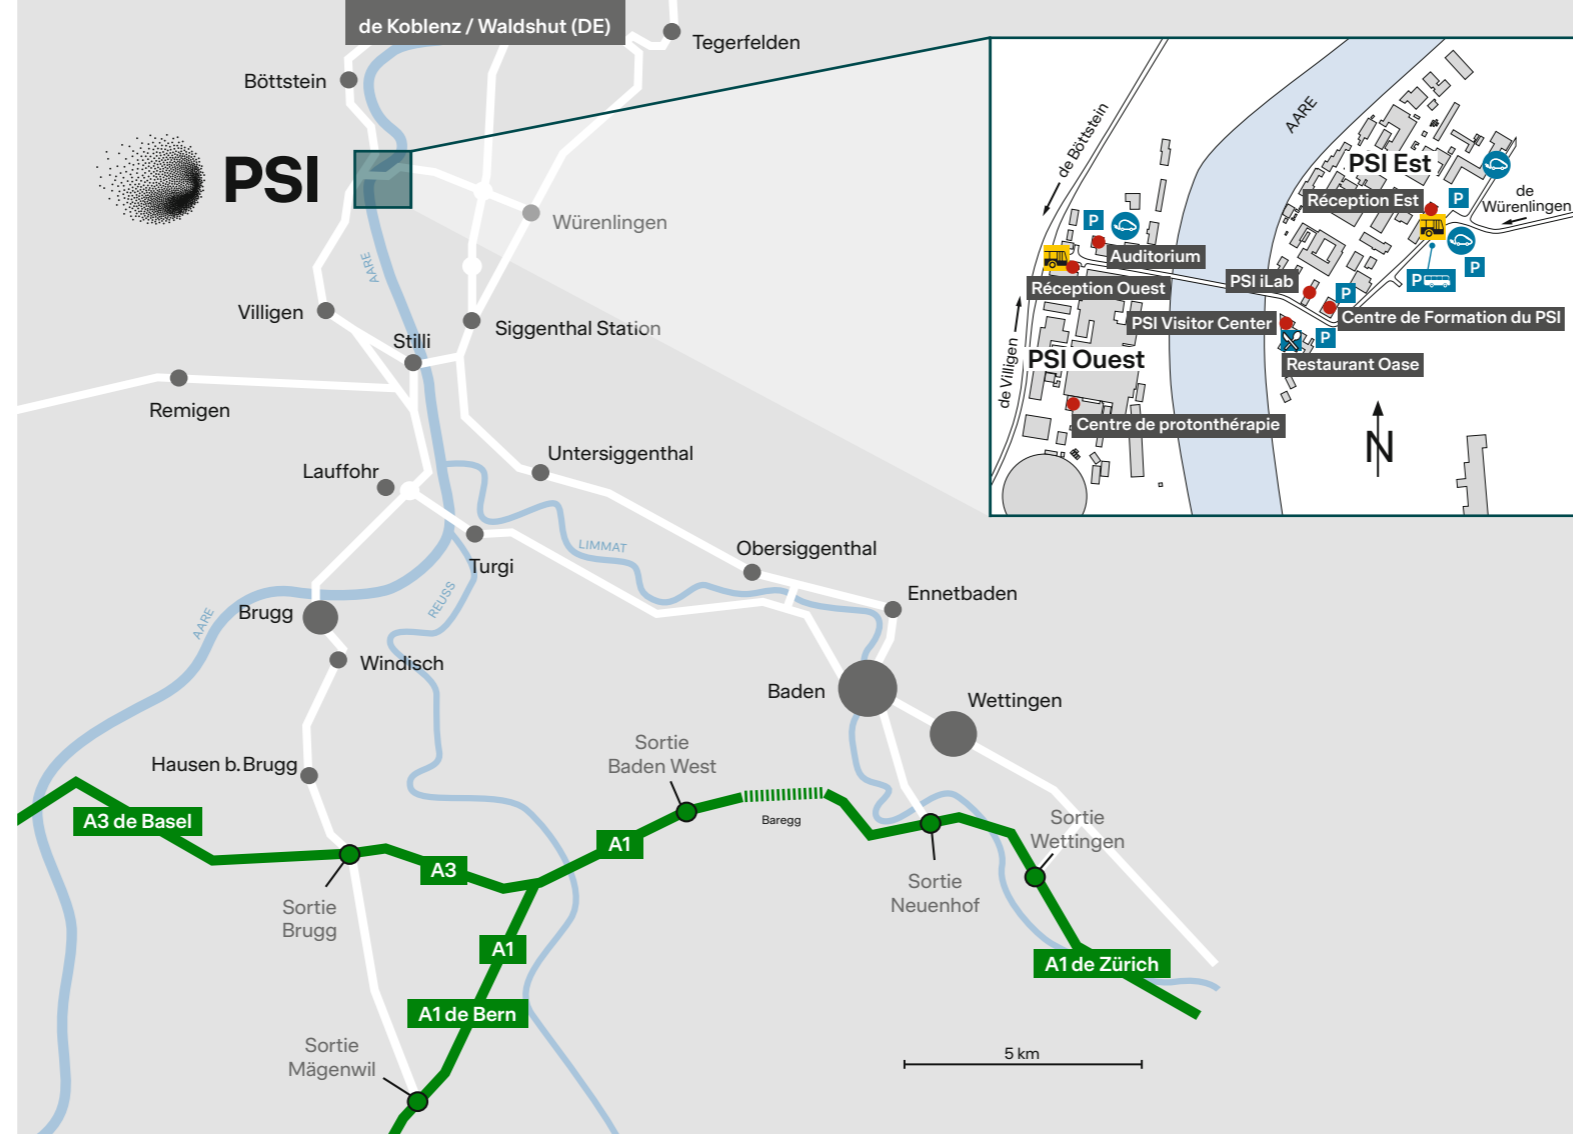 de Koblenz / Waldshut (DE)
Tegerfelden
Böttstein
PSI
Würenlingen
AARE
Villigen
Siggenthal Station
Stilli
Remigen
Untersiggenthal
Lauffohr
LIMMAT
Obersiggenthal
Turgi
REUSS
Ennetbaden
AARE
Brugg
Windisch
Baden
Wettingen
Sortie
Baden West
Hausen b. Brugg
A3 de Basel
Baregg
Sortie
Wettingen
A1
A3
Sortie
Neuenhof
Sortie
Brugg
A1
A1 de Zürich
A1 de Bern
Sortie
Mägenwil
5 km
AARE
de Böttstein
PSI Est
Réception Est
P
de
Würenlingen
P
Auditorium
P
PSI iLab
P
Réception Ouest
P
PSI Visitor Center
Centre de Formation du PSI
P
de Villigen
PSI Ouest
Restaurant Oase
Centre de protonthérapie
N